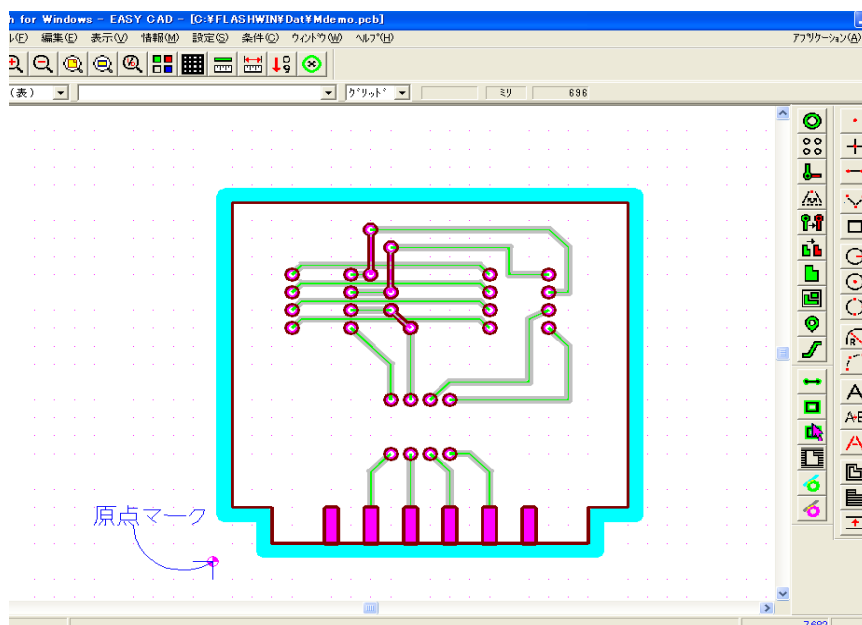 h for Windows - EASY CAD - [C:¥FLASHWIN¥Dat¥Mdemo.pcb]
ル(F) 編集(E) 表示(V) 情報(M) 設定(S) 条件(C) ウィンドウ(W) ヘルプ(H) アプリケーション(A)
(表) グリッド ミリ 696
原点マーク
7.682